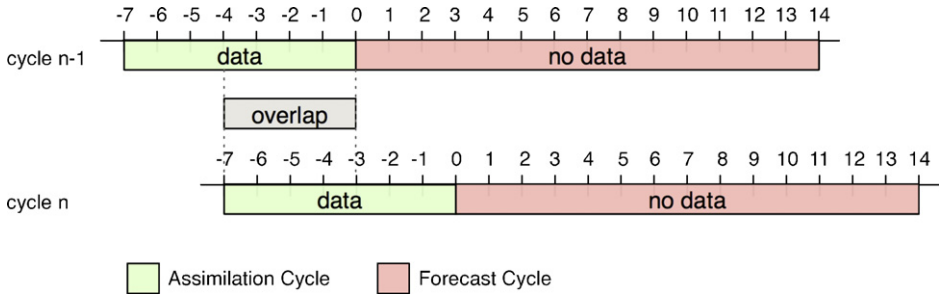 -7 -6 -5 -4 -3 -2 -1 0 1 2 3 4 5 6 7 8 9 10 11 12 13 14
cycle n-1 data no data
overlap
-7 -6 -5 -4 -3 -2 -1 0 1 2 3 4 5 6 7 8 9 10 11 12 13 14
cycle n data no data
Assimilation Cycle Forecast Cycle